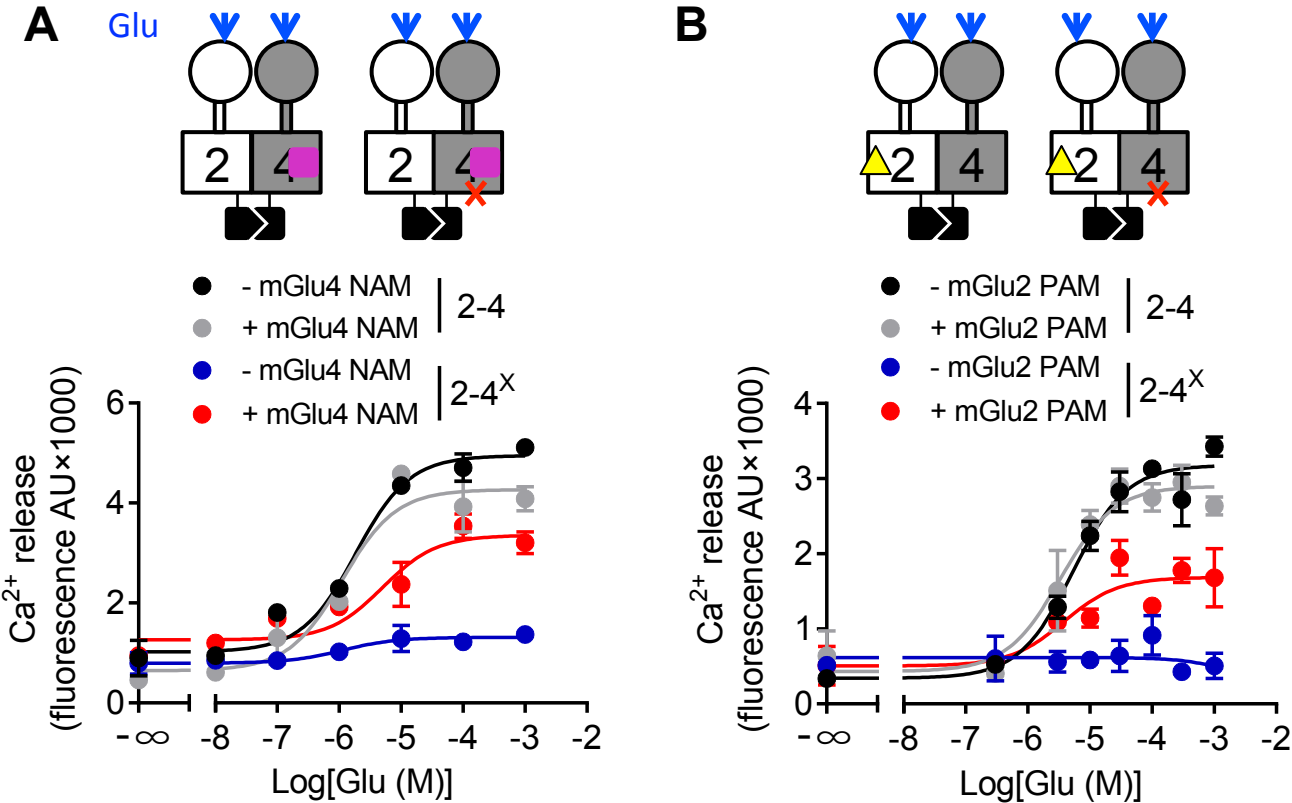 A
Glu
2 4
2 4
- mGlu4 NAM
+ mGlu4 NAM
2-4
- mGlu4 NAM
+ mGlu4 NAM
2-4ˣ
Ca²⁺ release
(fluorescence AU×1000)
6
4
2
0
-∞ -8 -7 -6 -5 -4 -3 -2
Log[Glu (M)]
B
2 4
2 4
- mGlu2 PAM
+ mGlu2 PAM
2-4
- mGlu2 PAM
+ mGlu2 PAM
2-4ˣ
Ca²⁺ release
(fluorescence AU×1000)
4
3
2
1
0
-∞ -8 -7 -6 -5 -4 -3 -2
Log[Glu (M)]